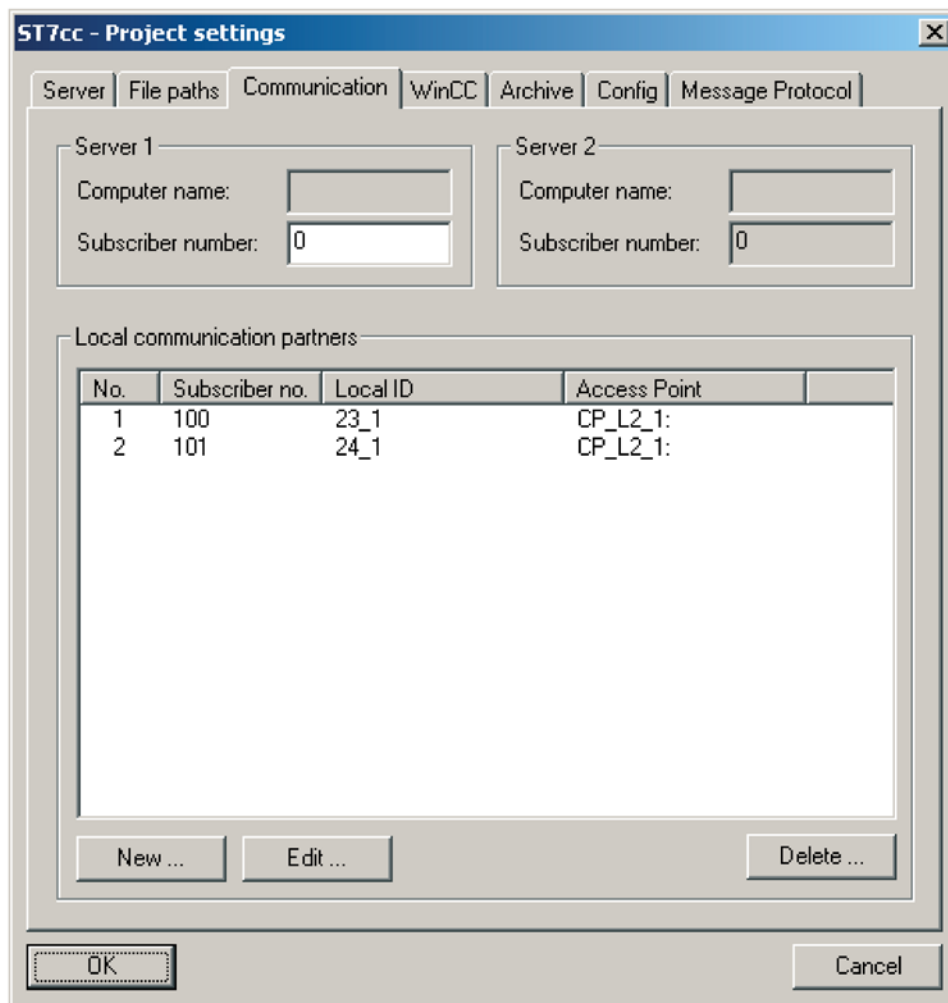 ST7cc - Project settings
Server File paths Communication WinCC Archive Config Message Protocol
Server 1
Computer name:
Subscriber number: 0
Server 2
Computer name:
Subscriber number: 0
Local communication partners
No. Subscriber no. Local ID Access Point
1 100 23_1 CP_L2_1:
2 101 24_1 CP_L2_1:
New ... Edit ... Delete ...
OK Cancel